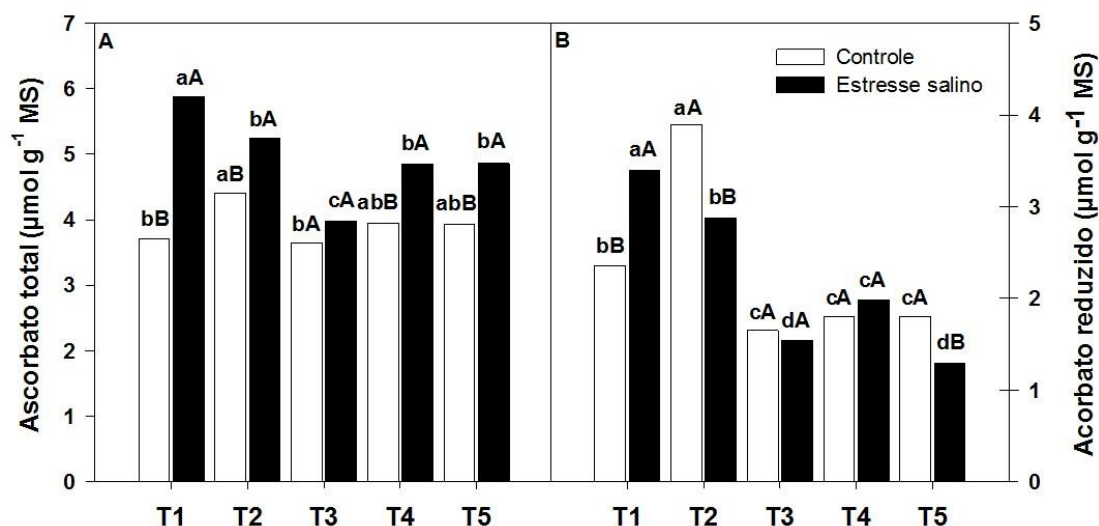 A
B
Ascorbato total (µmol g-1 MS)
Acorbato reduzido (µmol g-1 MS)
7
6
5
4
3
2
1
0
5
4
3
2
1
0
Controle
Estresse salino
bB
aA
aB
bA
bA
cA
abB
bA
abB
bA
bB
aA
aA
bB
cA
dA
cA
cA
cA
dB
T1 T2 T3 T4 T5
T1 T2 T3 T4 T5